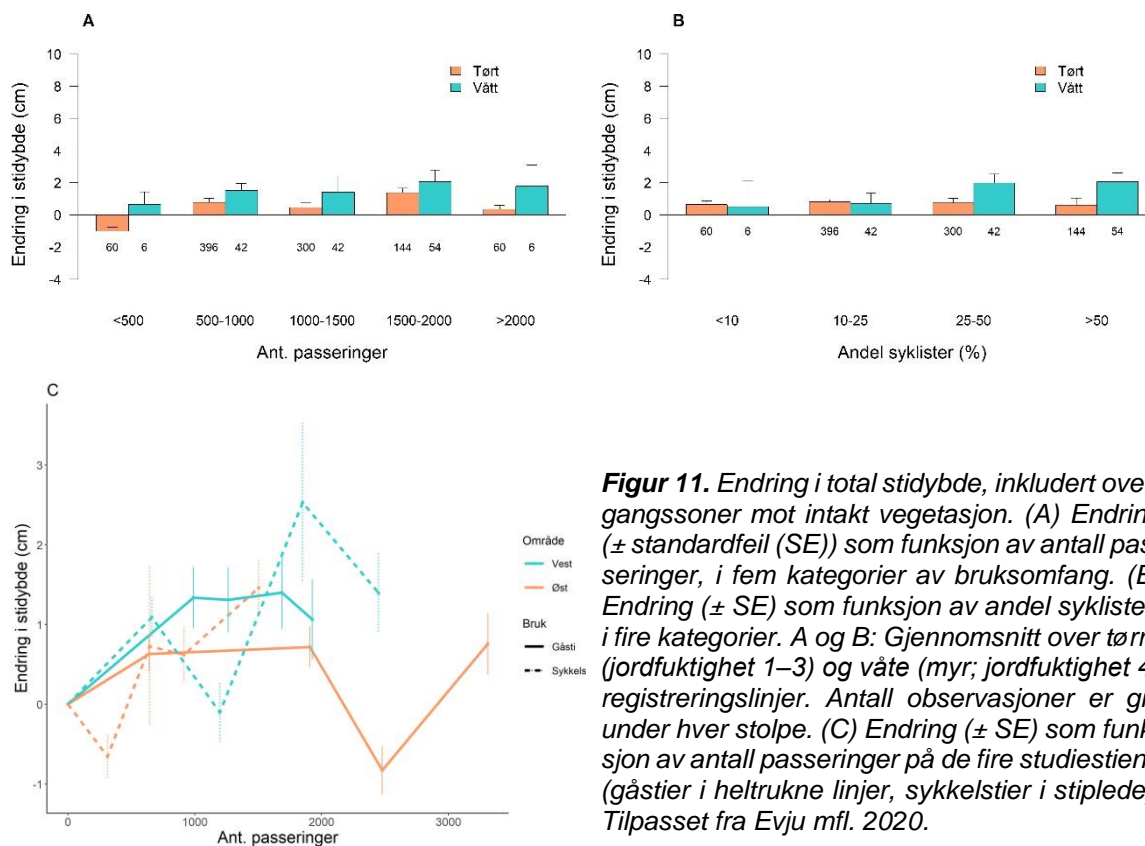 A
Endring i stidybde (cm)
10
8
6
4
2
0
-2
-4
Tørt
Vått
60 6 396 42 300 42 144 54 60 6
<500 500-1000 1000-1500 1500-2000 >2000
Ant. passeringer
B
Endring i stidybde (cm)
10
8
6
4
2
0
-2
-4
Tørt
Vått
60 6 396 42 300 42 144 54
<10 10-25 25-50 >50
Andel syklister (%)
C
Endring i stidybde (cm)
3
2
1
0
-1
0 1000 2000 3000
Ant. passeringer
Område
Vest
Øst
Bruk
Gåsti
Sykkels
Figur 11. Endring i total stidybde, inkludert ove
gangssoner mot intakt vegetasjon. (A) Endrin
(± standardfeil (SE)) som funksjon av antall pas
seringer, i fem kategorier av bruksomfang. (E
Endring (± SE) som funksjon av andel syklister
i fire kategorier. A og B: Gjennomsnitt over tørr
(jordfuktighet 1–3) og våte (myr; jordfuktighet 4
registreringslinjer. Antall observasjoner er gi
under hver stolpe. (C) Endring (± SE) som funk
sjon av antall passeringer på de fire studiestien
(gåstier i heltrukne linjer, sykkelstier i stiplede,
Tilpasset fra Evju mfl. 2020.